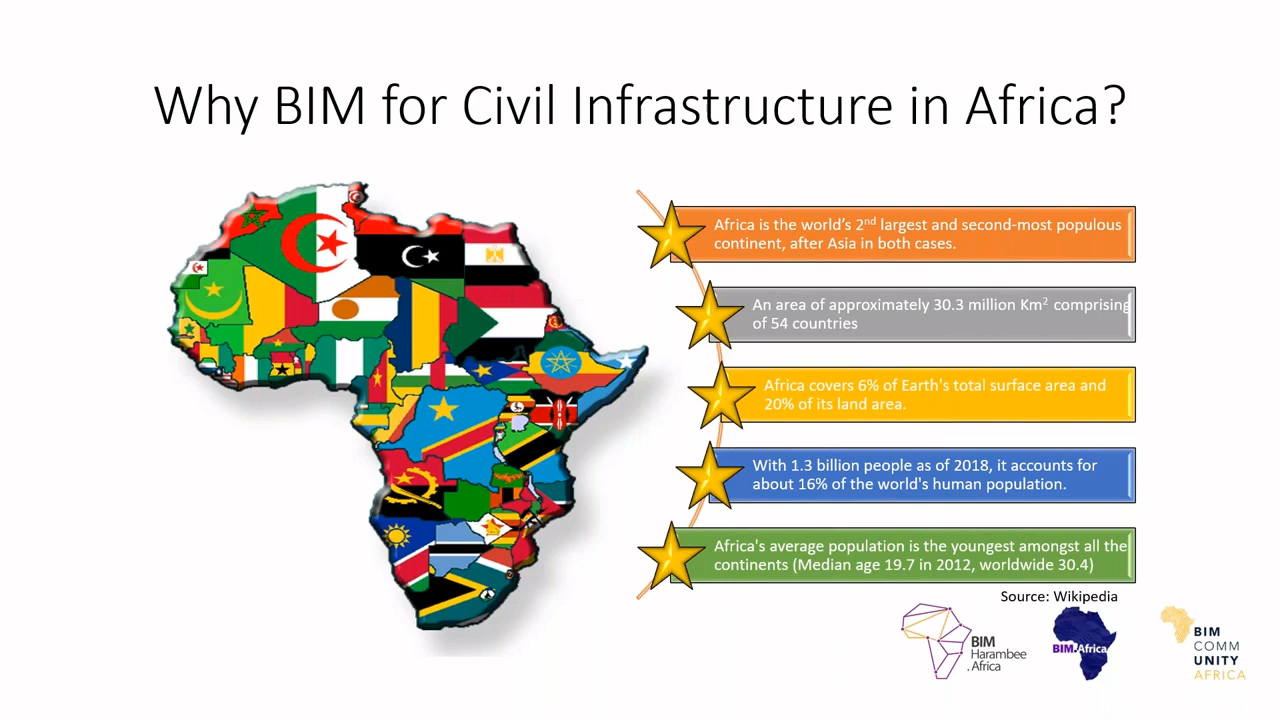 Why BIM for Civil Infrastructure in Africa?
Africa is the world's 2nd largest and second-most populous
continent, after Asia in both cases.
An area of approximately 30.3 million Km2 comprising
of 54 countries
Africa covers 6% of Earth's total surface area and
20% of its land area.
With 1.3 billion people as of 2018, it accounts for
about 16% of the world's human population.
Africa's average population is the youngest amongst all the
continents (Median age 19.7 in 2012, worldwide 30.4)
Source: Wikipedia
BIM
Harambee
.Africa
BIM.Africa
BIM
COMM
UNITY
AFRICA